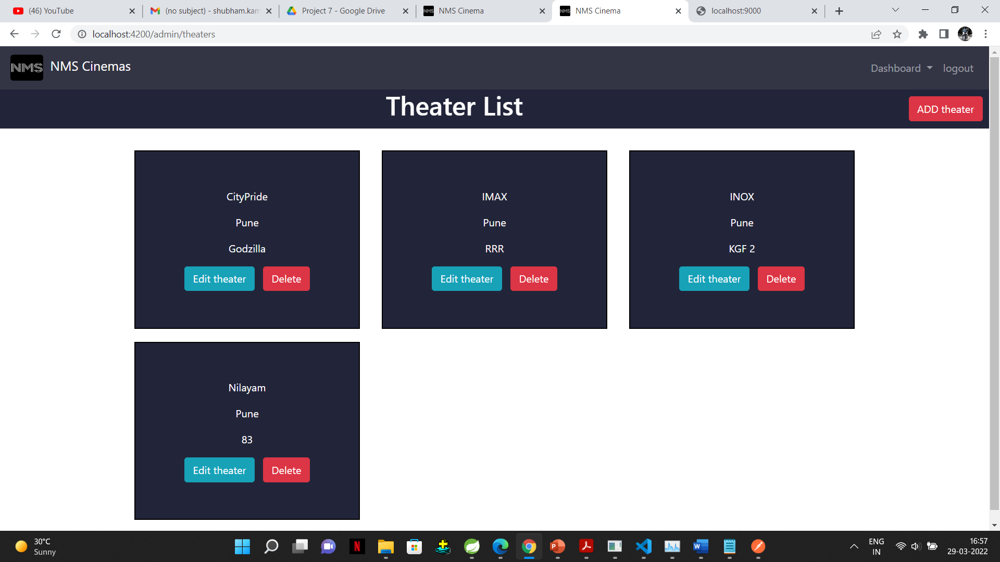 (46) YouTube
(no subject) - shubham.kam
Project 7 - Google Drive
NMS Cinema
NMS Cinema
localhost:9000
localhost:4200/admin/theaters
NMS
NMS Cinemas
Dashboard
logout
Theater List
ADD theater
CityPride
Pune
Godzilla
Edit theater
Delete
IMAX
Pune
RRR
Edit theater
Delete
INOX
Pune
KGF 2
Edit theater
Delete
Nilayam
Pune
83
Edit theater
Delete
30°C
Sunny
ENG
IN
16:57
29-03-2022